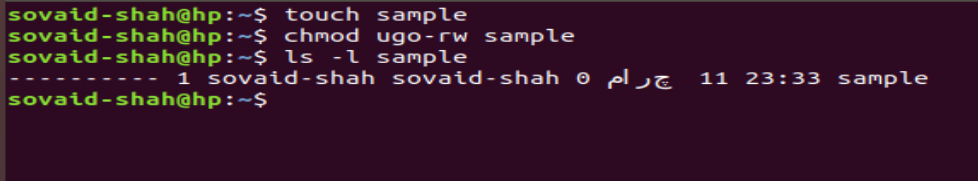 sovaid-shah@hp:~$ touch sample
sovaid-shah@hp:~$ chmod ugo-rw sample
sovaid-shah@hp:~$ ls -l sample
---------- 1 sovaid-shah sovaid-shah 0 مارچ  11 23:33 sample
sovaid-shah@hp:~$